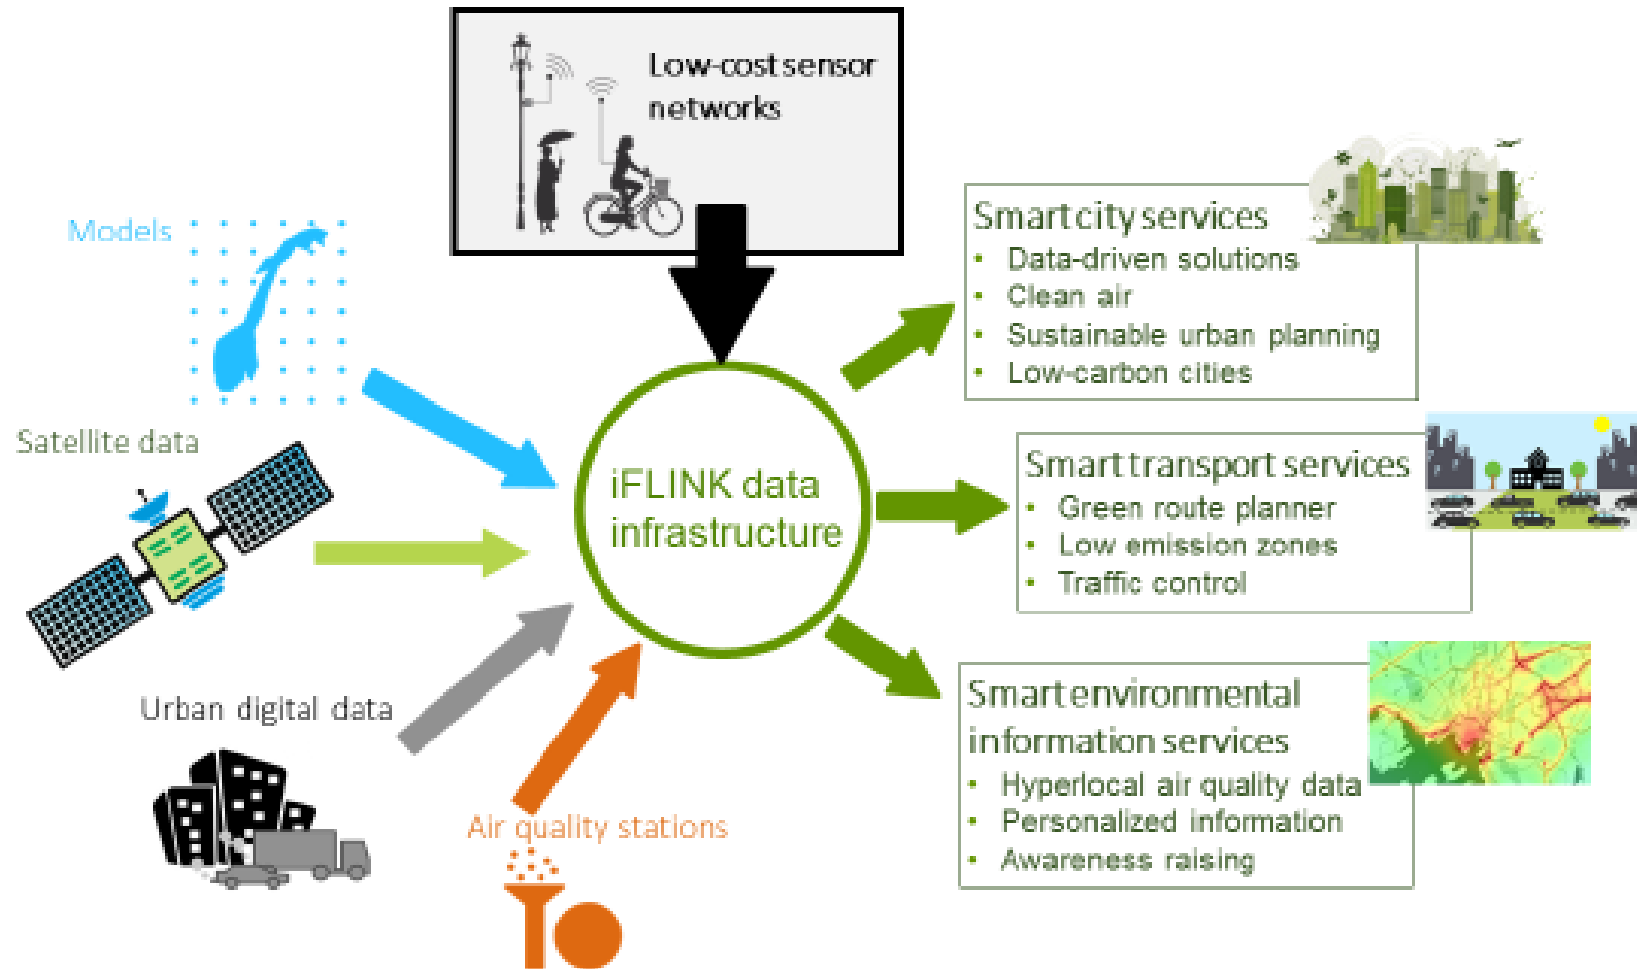 Low-cost sensor
networks
Models
Satellite data
Urban digital data
Air quality stations
iFLINK data
infrastructure
Smart city services
• Data-driven solutions
• Clean air
• Sustainable urban planning
• Low-carbon cities
Smart transport services
• Green route planner
• Low emission zones
• Traffic control
Smart environmental
information services
• Hyperlocal air quality data
• Personalized information
• Awareness raising